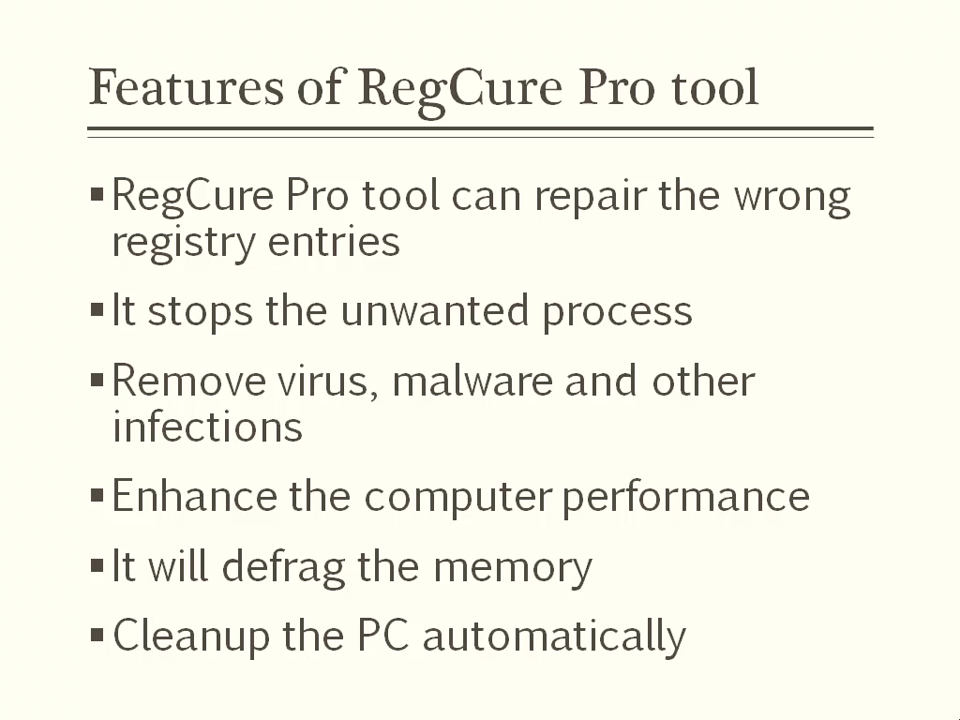 Features of RegCure Pro tool
▪RegCure Pro tool can repair the wrong
registry entries
▪It stops the unwanted process
▪Remove virus, malware and other
infections
▪Enhance the computer performance
▪It will defrag the memory
▪Cleanup the PC automatically